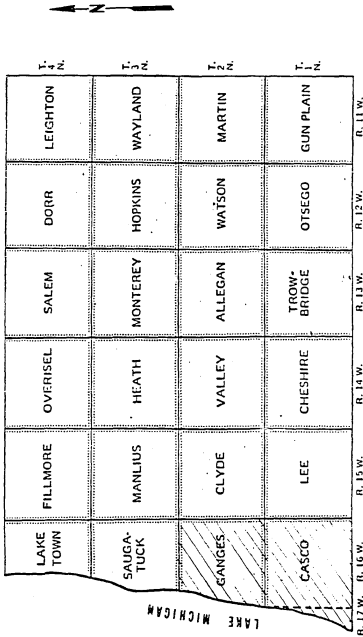 N
T. 4 N.
T. 3 N.
T. 2 N.
T. 1 N.
LAKE
TOWN
FILLMORE
OVERISEL
SALEM
DORR
LEIGHTON
SAUGA-
TUCK
MANLIUS
HEATH
MONTEREY
HOPKINS
WAYLAND
GANGES
CLYDE
VALLEY
ALLEGAN
WATSON
MARTIN
CASCO
LEE
CHESHIRE
TROW-
BRIDGE
OTSEGO
GUN PLAIN
LAKE MICHIGAN
R. 17 W.
R. 16 W.
R. 15 W.
R. 14 W.
R. 13 W.
R. 12 W.
R. 11 W.